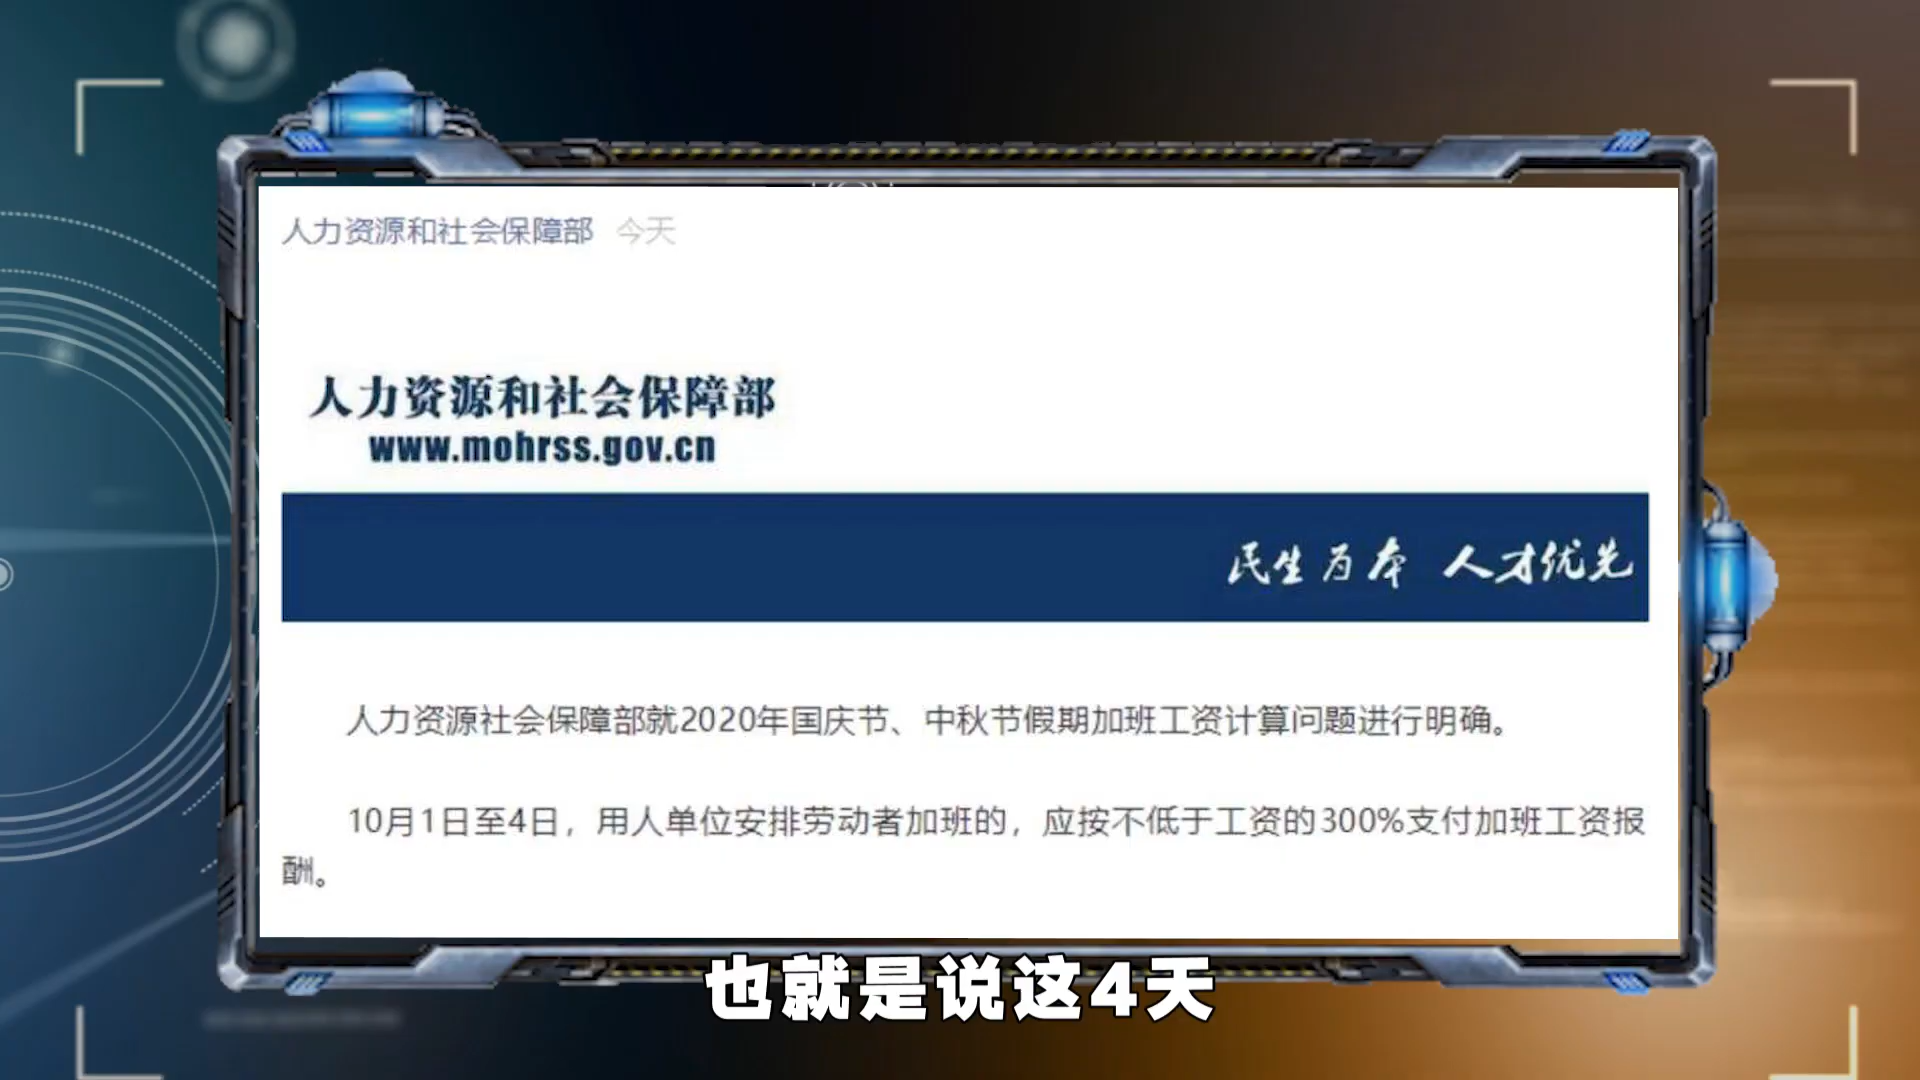 人力资源和社会保障部 今天
人力资源和社会保障部
www.mohrss.gov.cn
民生为本 人才优先
人力资源社会保障部就2020年国庆节、中秋节假期加班工资计算问题进行明确。
10月1日至4日，用人单位安排劳动者加班的，应按不低于工资的300%支付加班工资报
酬。
也就是说这4天